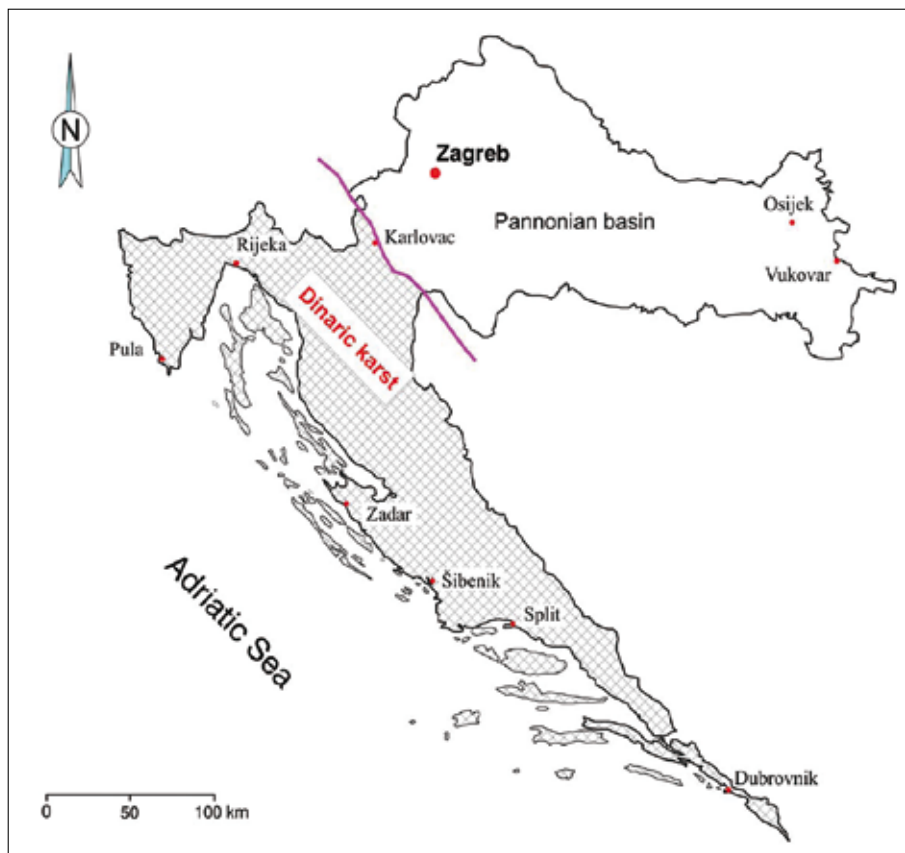 N
Zagreb
Pannonian basin
Osijek
Vukovar
Karlovac
Rijeka
Dinaric karst
Pula
Zadar
Šibenik
Split
Adriatic Sea
Dubrovnik
0 50 100 km